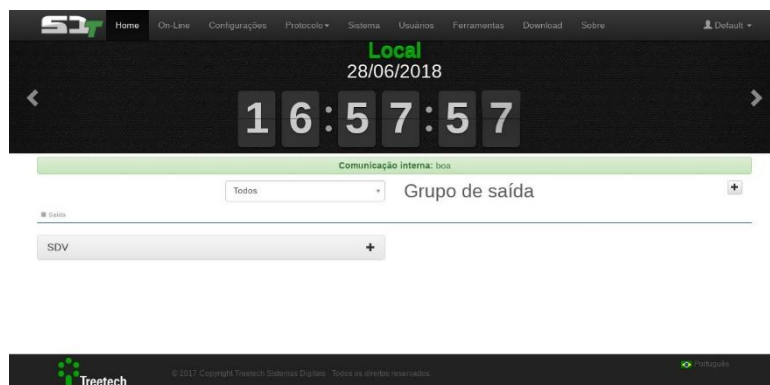 SDT Home On-Line Configurações Protocolo Sistema Usuários Ferramentas Download Sobre Default
Local
28/06/2018
16:57:57
Comunicação interna: boa
Todos Grupo de saída
Saída
SDV
Treetech © 2017 Copyright Treetech Sistemas Digitais Todos os direitos reservados. Português